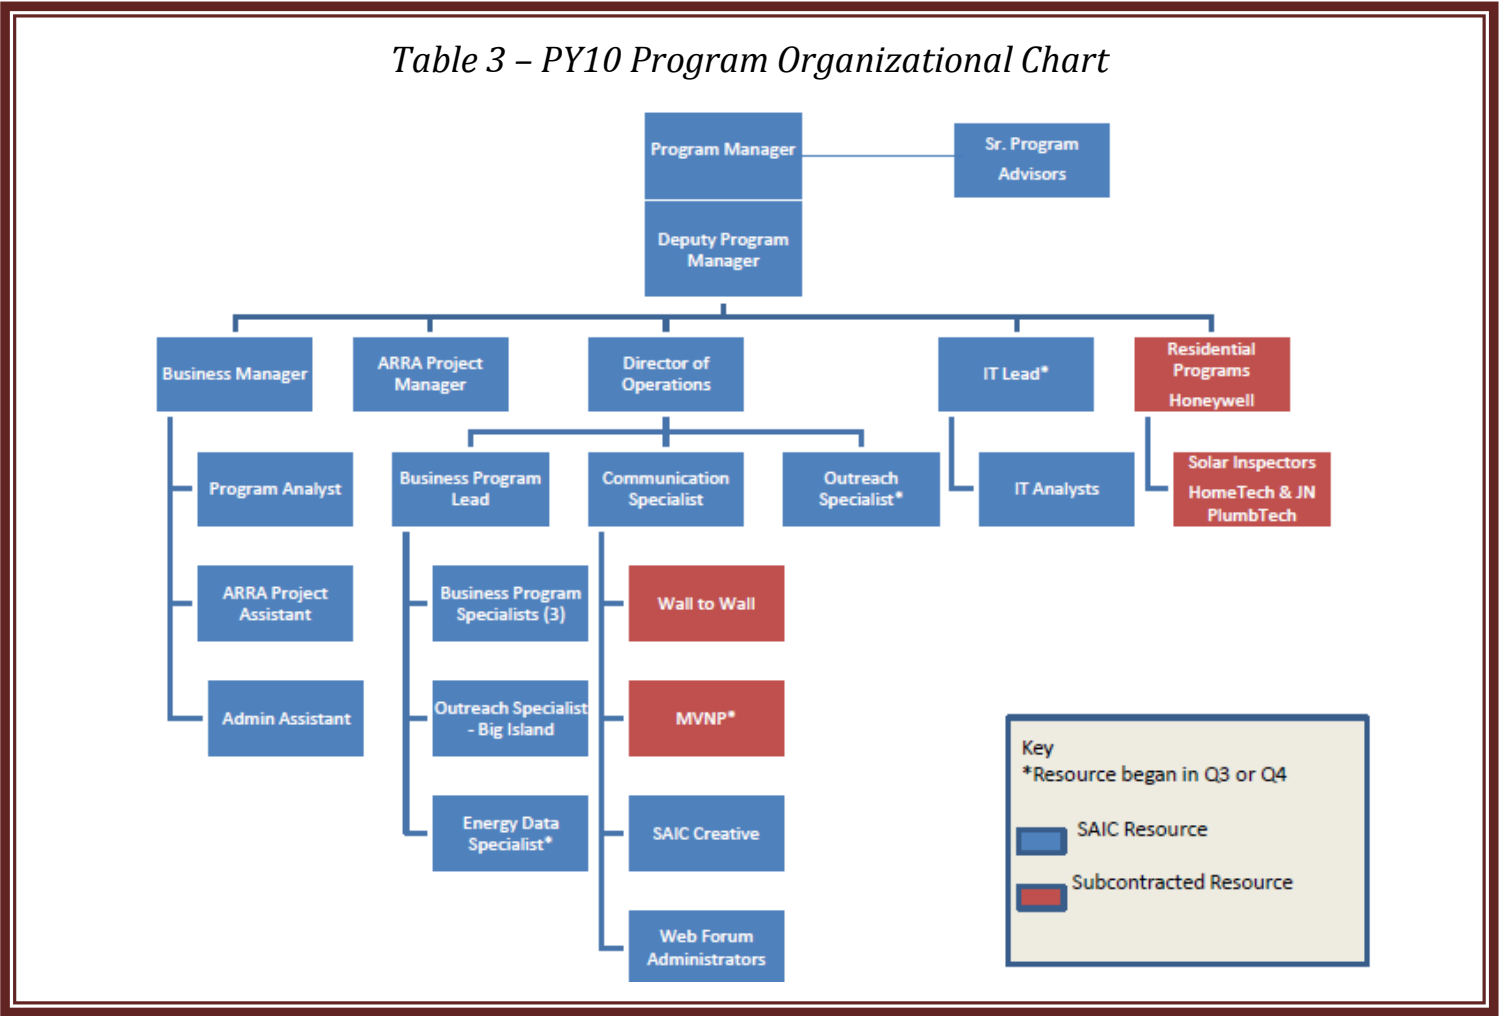 Table 3 – PY10 Program Organizational Chart
Program Manager
Sr. Program
Advisors
Deputy Program
Manager
Business Manager
ARRA Project
Manager
Director of
Operations
IT Lead*
Residential
Programs
Honeywell
Program Analyst
Business Program
Lead
Communication
Specialist
Outreach
Specialist*
IT Analysts
Solar Inspectors
HomeTech & JN
PlumbTech
ARRA Project
Assistant
Business Program
Specialists (3)
Wall to Wall
Admin Assistant
Outreach Specialist
- Big Island
MVNP*
Energy Data
Specialist*
SAIC Creative
Web Forum
Administrators
Key
*Resource began in Q3 or Q4
SAIC Resource
Subcontracted Resource